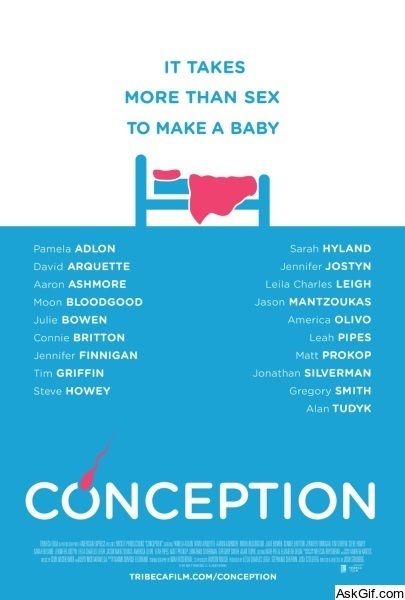 IT TAKES
MORE THAN SEX
TO MAKE A BABY
Pamela ADLON
David ARQUETTE
Aaron ASHMORE
Moon BLOODGOOD
Julie BOWEN
Connie BRITTON
Jennifer FINNIGAN
Tim GRIFFIN
Steve HOWEY
Sarah HYLAND
Jennifer JOSTYN
Leila Charles LEIGH
Jason MANTZOUKAS
America OLIVO
Leah PIPES
Matt PROKOP
Jonathan SILVERMAN
Gregory SMITH
Alan TUDYK
CONCEPTION
TRIBECAFILM.COM/CONCEPTION
AskGif.com